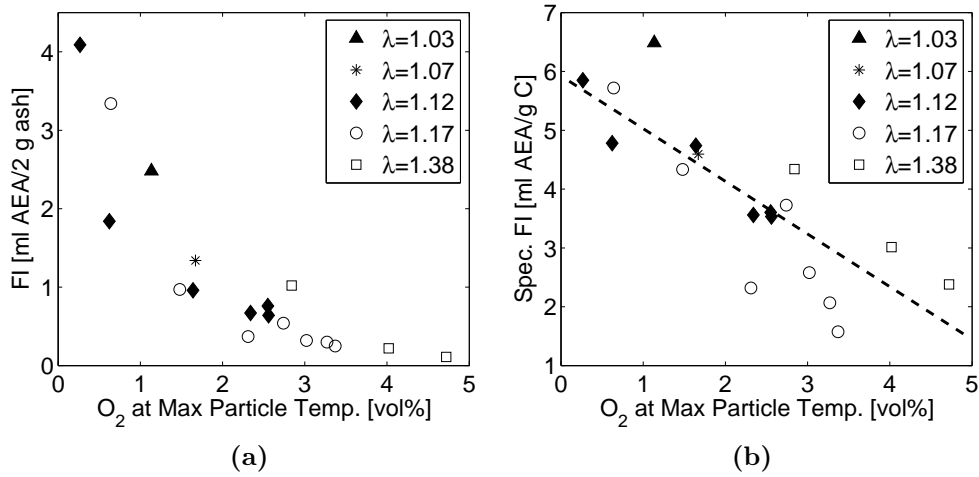 FI [ml AEA/2 g ash]
4
3
2
1
0
0 1 2 3 4 5
O2 at Max Particle Temp. [vol%]
λ=1.03
λ=1.07
λ=1.12
λ=1.17
λ=1.38
(a)
Spec. FI [ml AEA/g C]
7
6
5
4
3
2
1
0 1 2 3 4 5
O2 at Max Particle Temp. [vol%]
λ=1.03
λ=1.07
λ=1.12
λ=1.17
λ=1.38
(b)